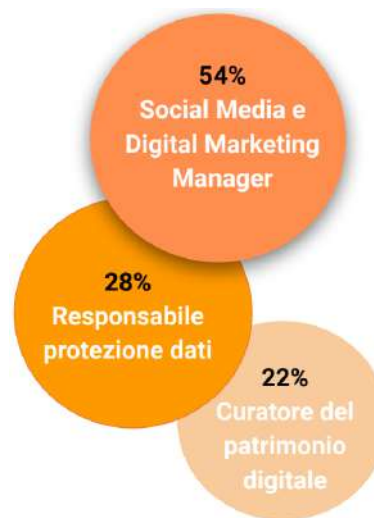 54%
Social Media e
Digital Marketing
Manager
28%
Responsabile
protezione dati
22%
Curatore del
patrimonio
digitale